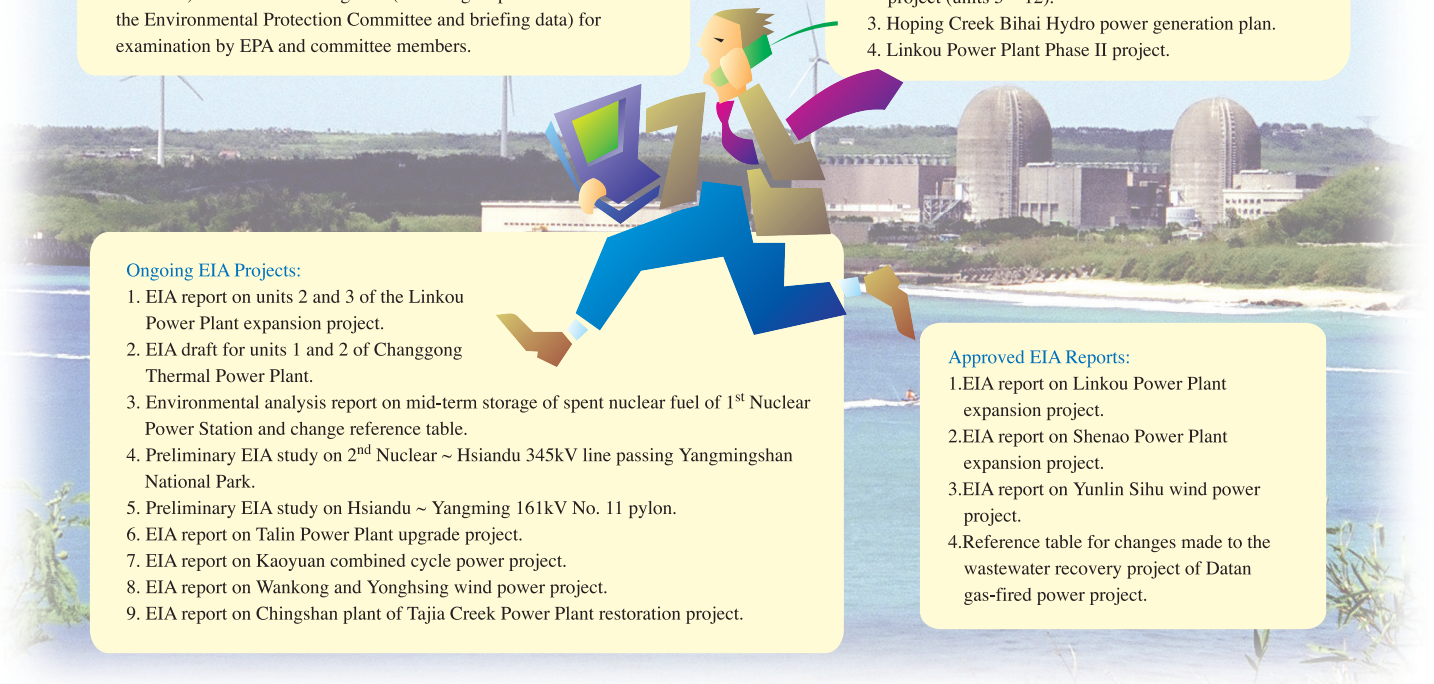 the Environmental Protection Committee and briefing data) for
examination by EPA and committee members.
3. Hoping Creek Bihai Hydro power generation plan.
4. Linkou Power Plant Phase II project.
Ongoing EIA Projects:
1. EIA report on units 2 and 3 of the Linkou
Power Plant expansion project.
2. EIA draft for units 1 and 2 of Changgong
Thermal Power Plant.
3. Environmental analysis report on mid-term storage of spent nuclear fuel of 1st Nuclear
Power Station and change reference table.
4. Preliminary EIA study on 2nd Nuclear ~ Hsiandu 345kV line passing Yangmingshan
National Park.
5. Preliminary EIA study on Hsiandu ~ Yangming 161kV No. 11 pylon.
6. EIA report on Talin Power Plant upgrade project.
7. EIA report on Kaoyuan combined cycle power project.
8. EIA report on Wankong and Yonghsing wind power project.
9. EIA report on Chingshan plant of Tajia Creek Power Plant restoration project.
Approved EIA Reports:
1.EIA report on Linkou Power Plant
expansion project.
2.EIA report on Shenao Power Plant
expansion project.
3.EIA report on Yunlin Sihu wind power
project.
4.Reference table for changes made to the
wastewater recovery project of Datan
gas-fired power project.